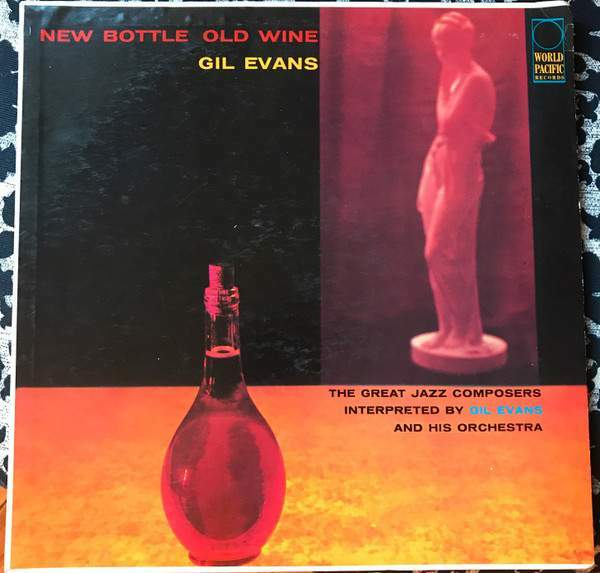 NEW BOTTLE OLD WINE
GIL EVANS
WORLD
PACIFIC
RECORDS
THE GREAT JAZZ COMPOSERS
INTERPRETED BY GIL EVANS
AND HIS ORCHESTRA